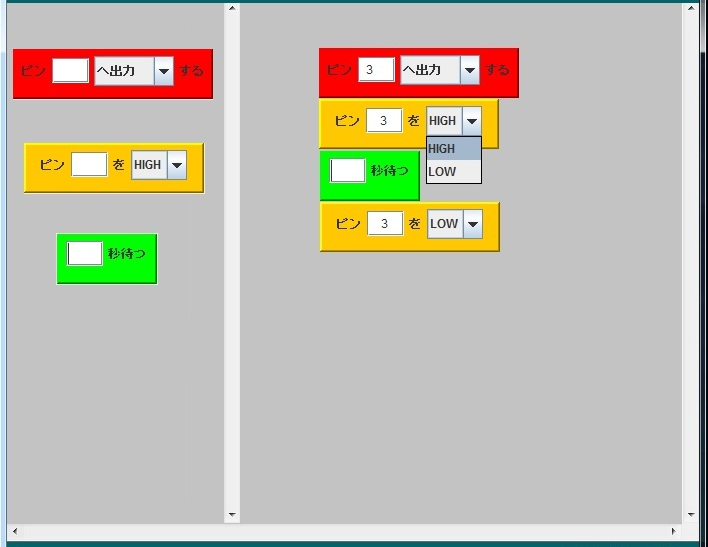 ピン へ出力 する
ピン を HIGH
秒待つ
ピン 3 へ出力 する
ピン 3 を HIGH
HIGH
LOW
秒待つ
ピン 3 を LOW